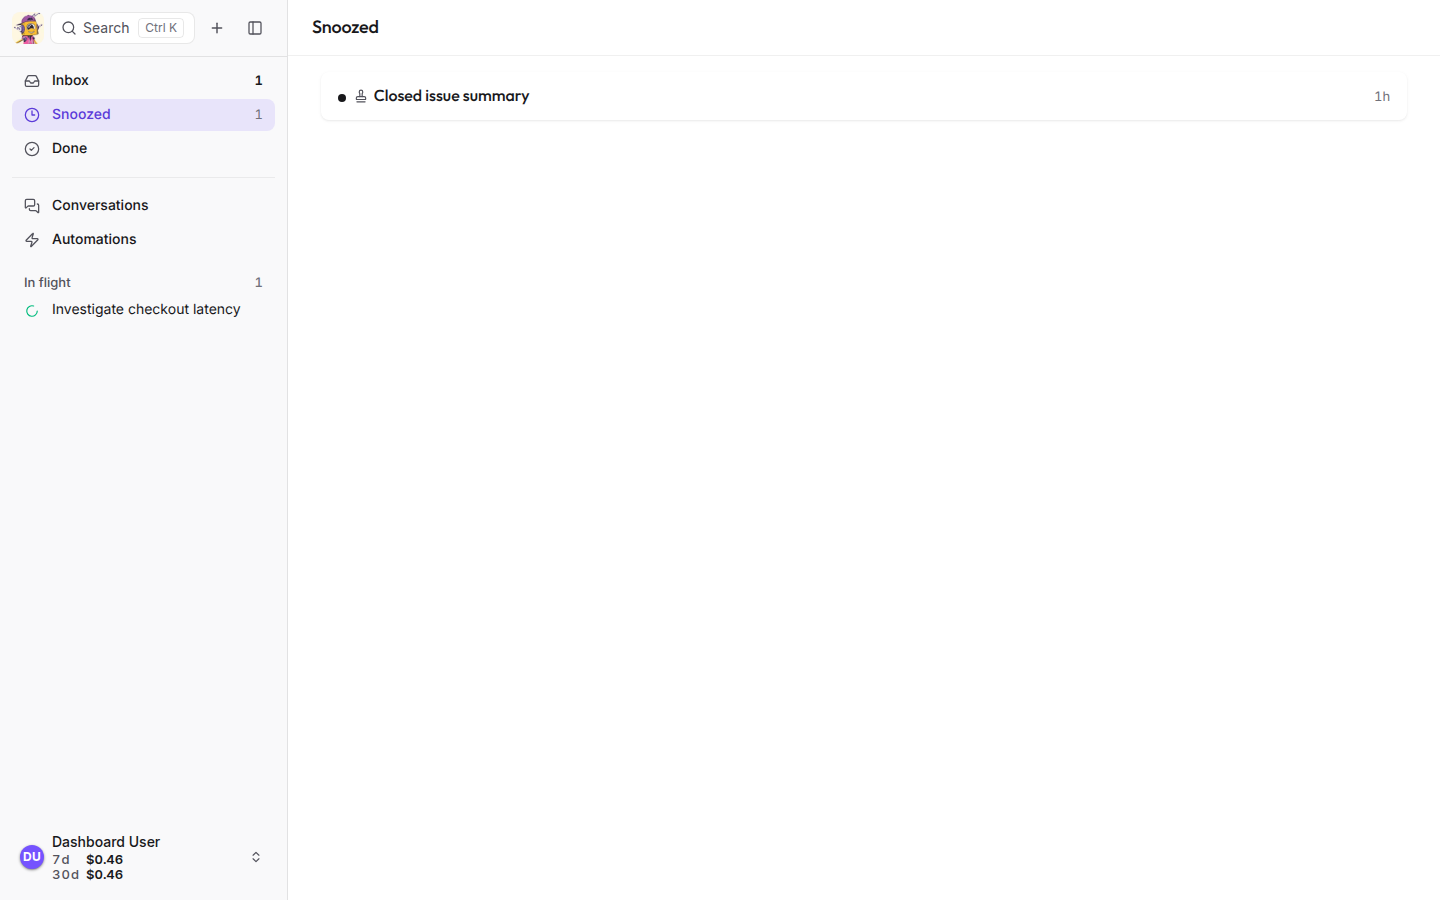 Search Ctrl K
Snoozed
Inbox 1
Snoozed 1
Done
Conversations
Automations
In flight 1
Investigate checkout latency
Closed issue summary 1h
DU
Dashboard User
7d $0.46
30d $0.46